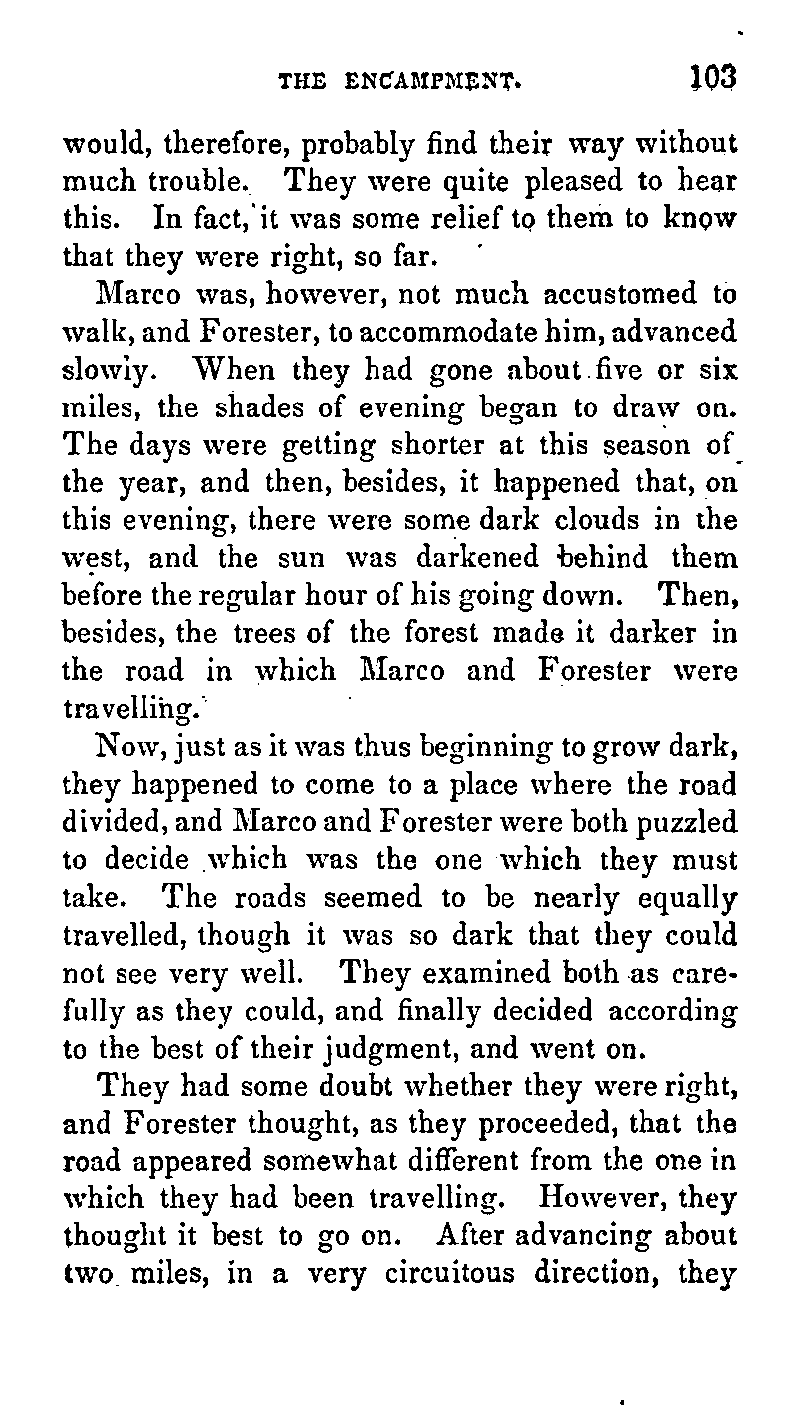 THE ENCAMPMENT. 103
would, therefore, probably find their way without
much trouble. They were quite pleased to hear
this. In fact, it was some relief to them to know
that they were right, so far.
Marco was, however, not much accustomed to
walk, and Forester, to accommodate him, advanced
slowly. When they had gone about five or six
miles, the shades of evening began to draw on.
The days were getting shorter at this season of
the year, and then, besides, it happened that, on
this evening, there were some dark clouds in the
west, and the sun was darkened behind them
before the regular hour of his going down. Then,
besides, the trees of the forest made it darker in
the road in which Marco and Forester were
travelling.
Now, just as it was thus beginning to grow dark,
they happened to come to a place where the road
divided, and Marco and Forester were both puzzled
to decide which was the one which they must
take. The roads seemed to be nearly equally
travelled, though it was so dark that they could
not see very well. They examined both as care-
fully as they could, and finally decided according
to the best of their judgment, and went on.
They had some doubt whether they were right,
and Forester thought, as they proceeded, that the
road appeared somewhat different from the one in
which they had been travelling. However, they
thought it best to go on. After advancing about
two miles, in a very circuitous direction, they